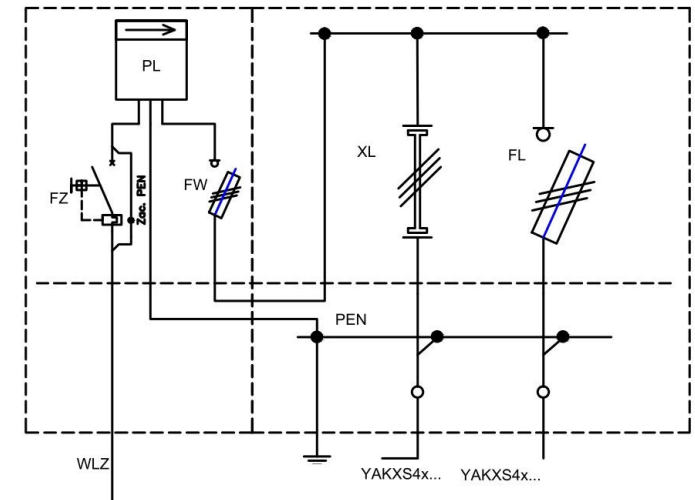 PL
XL
FL
FZ
FW
Zac. PEN
PEN
WLZ
YAKXS4x...
YAKXS4x...